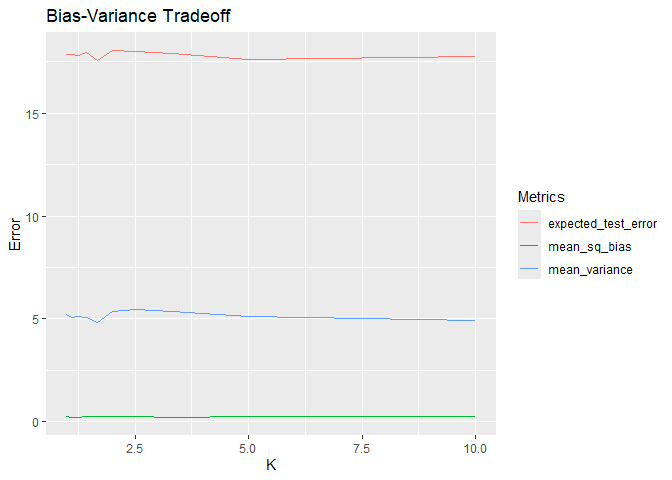 Bias-Variance Tradeoff
15
10
5
0
Error
2.5
5.0
7.5
10.0
K
Metrics
expected_test_error
mean_sq_bias
mean_variance